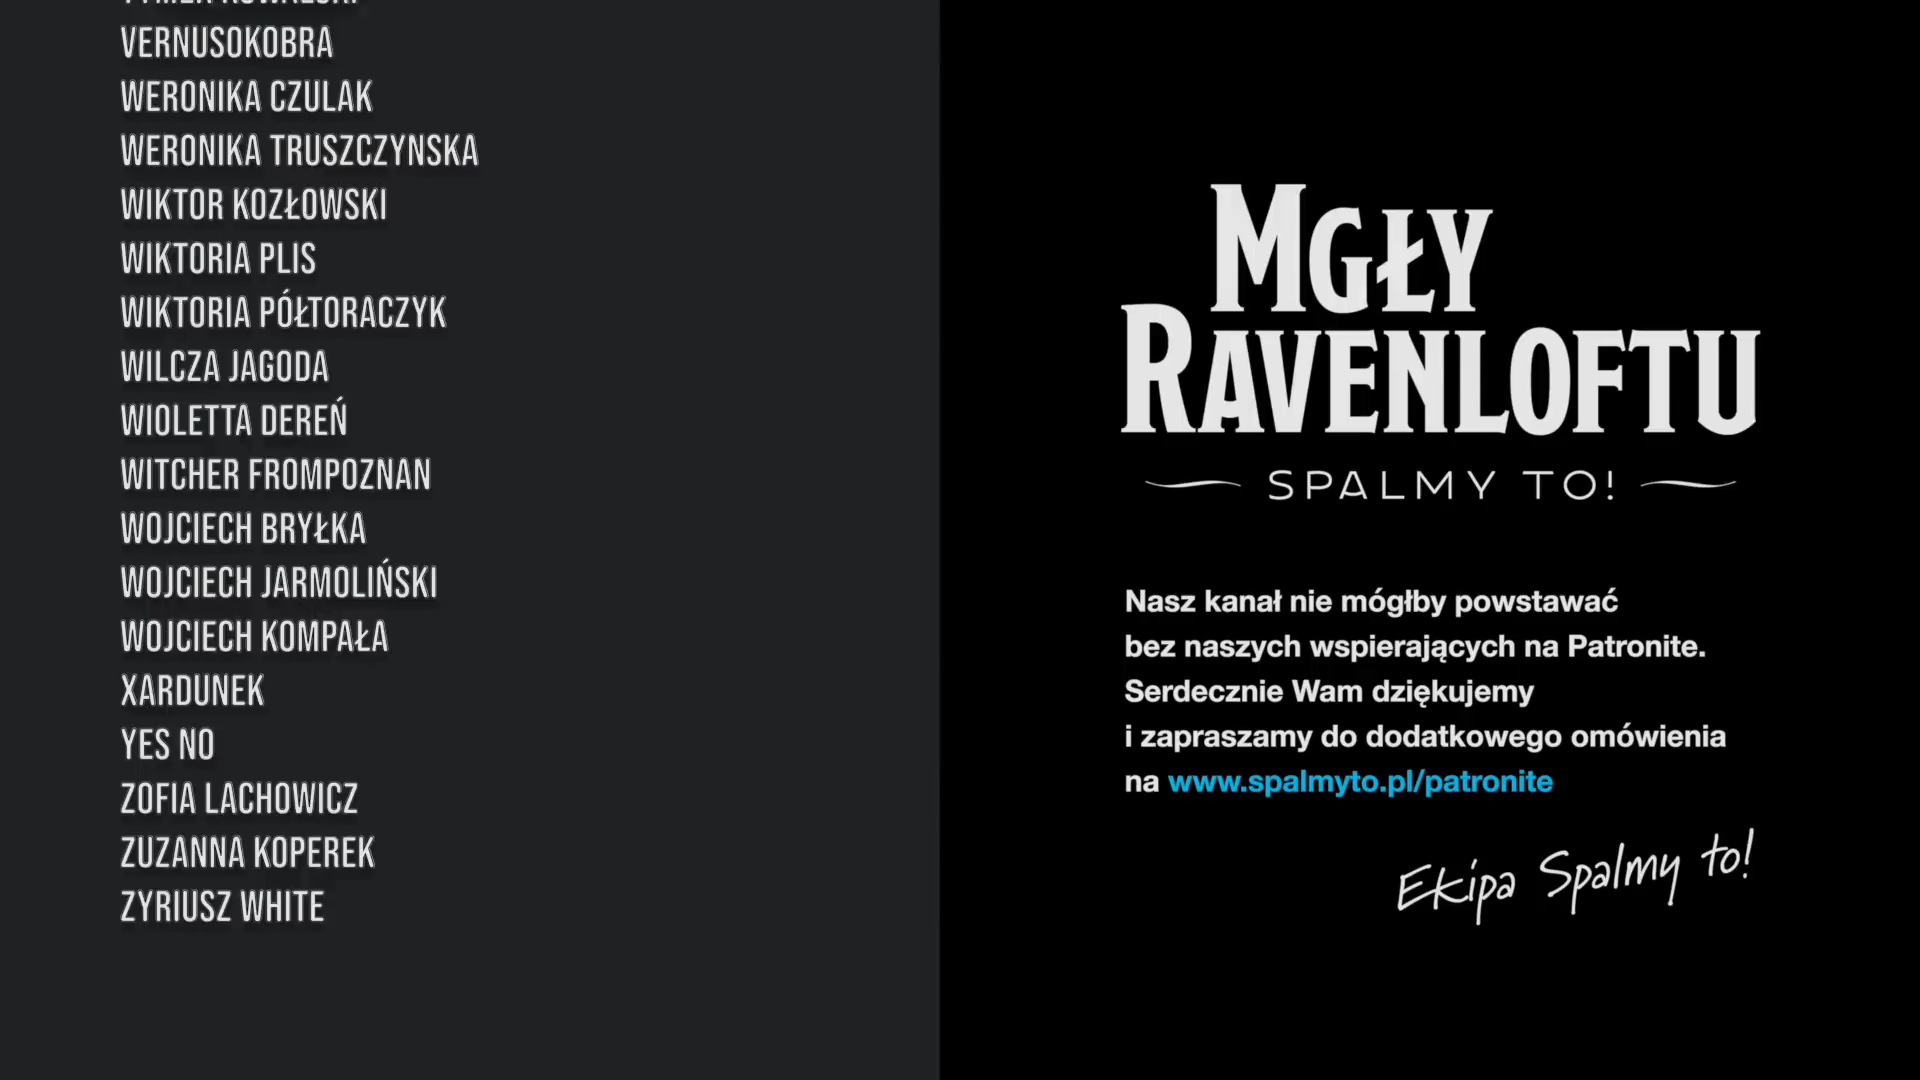 VERNUSOKOBRA
WERONIKA CZULAK
WERONIKA TRUSZCZYNSKA
WIKTOR KOZŁOWSKI
WIKTORIA PLIS
WIKTORIA PÓŁTORACZYK
WILCZA JAGODA
WIOLETTA DEREŃ
WITCHER FROMPOZNAN
WOJCIECH BRYŁKA
WOJCIECH JARMOLIŃSKI
WOJCIECH KOMPAŁA
XARDUNEK
YES NO
ZOFIA LACHOWICZ
ZUZANNA KOPEREK
ZYRIUSZ WHITE
MGŁY
RAVENLOFTU
SPALMY TO!
Nasz kanał nie mógłby powstawać
bez naszych wspierających na Patronite.
Serdecznie Wam dziękujemy
i zapraszamy do dodatkowego omówienia
na www.spalmyto.pl/patronite
Ekipa Spalmy to!